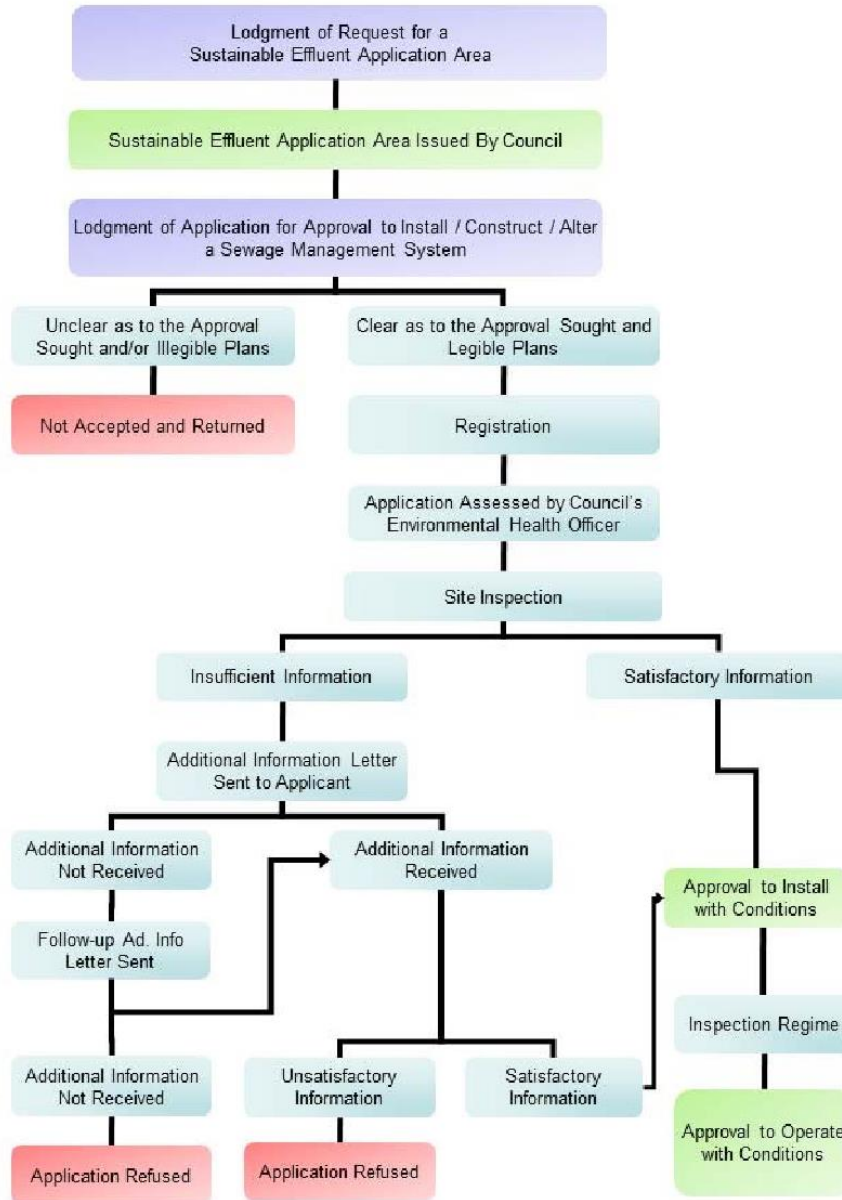 Lodgment of Request for a
Sustainable Effluent Application Area
Sustainable Effluent Application Area Issued By Council
Lodgment of Application for Approval to Install / Construct / Alter
a Sewage Management System
Unclear as to the Approval
Sought and/or Illegible Plans
Clear as to the Approval Sought and
Legible Plans
Not Accepted and Returned
Registration
Application Assessed by Council's
Environmental Health Officer
Site Inspection
Insufficient Information
Satisfactory Information
Additional Information Letter
Sent to Applicant
Additional Information
Not Received
Additional Information
Received
Approval to Install
with Conditions
Follow-up Ad. Info
Letter Sent
Inspection Regime
Additional Information
Not Received
Unsatisfactory
Information
Satisfactory
Information
Approval to Operate
with Conditions
Application Refused
Application Refused